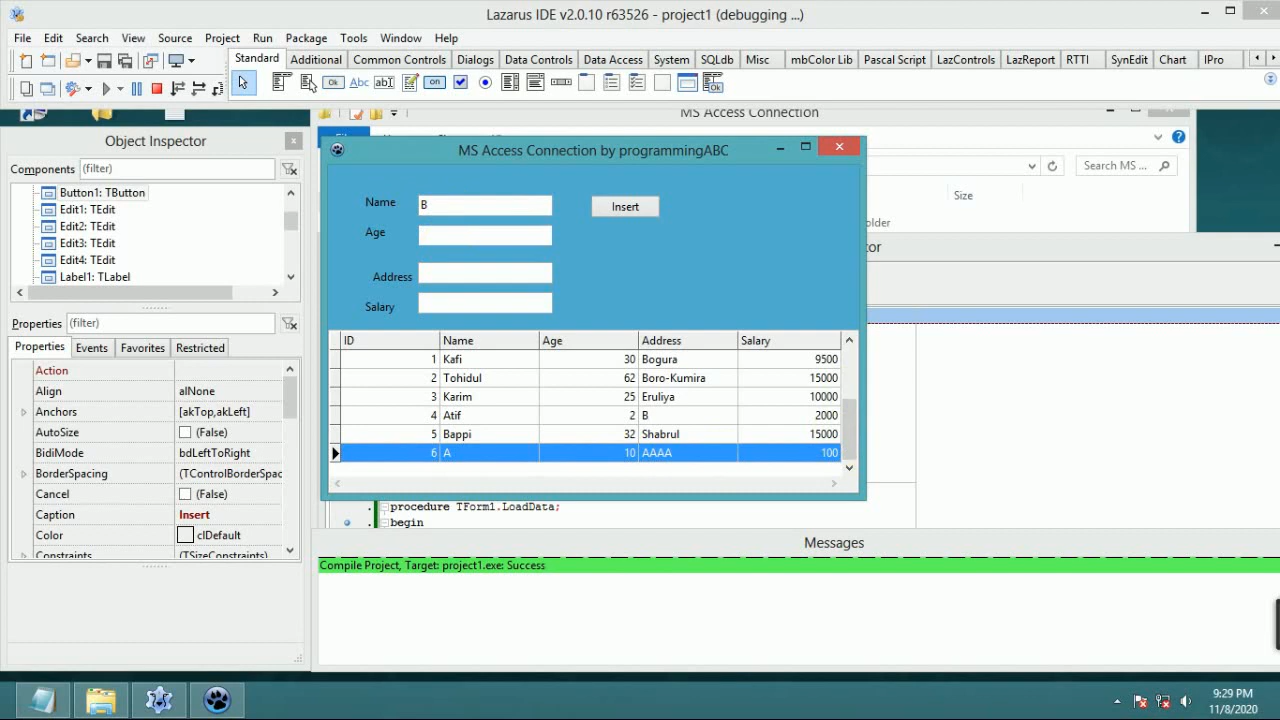 Lazarus IDE v2.0.10 r63526 - project1 (debugging ...)
File Edit Search View Source Project Run Package Tools Window Help
Standard Additional Common Controls Dialogs Data Controls Data Access System SQLdb Misc mbColor Lib Pascal Script LazControls LazReport RTTI SynEdit Chart IPro
Ok Abc abI on Ok
MS Access Connection
Object Inspector
Components (filter)
Button1: TButton
Edit1: TEdit
Edit2: TEdit
Edit3: TEdit
Edit4: TEdit
Label1: TLabel
Properties (filter)
Properties Events Favorites Restricted
Action
Align alNone
Anchors [akTop,akLeft]
AutoSize (False)
BidiMode bdLeftToRight
BorderSpacing (TControlBorderSpac
Cancel (False)
Caption Insert
Color clDefault
Constraints (TSizeConstraints)
Search MS ...
Size
MS Access Connection by programmingABC
Name B Insert
Age
Address
Salary
ID Name Age Address Salary
1 Kafi 30 Bogura 9500
2 Tohidul 62 Boro-Kumira 15000
3 Karim 25 Eruliya 10000
4 Atif 2 B 2000
5 Bappi 32 Shabrul 15000
6 A 10 AAAA 100
procedure TForm1.LoadData;
begin
Messages
Compile Project, Target: project1.exe: Success
9:29 PM
11/8/2020